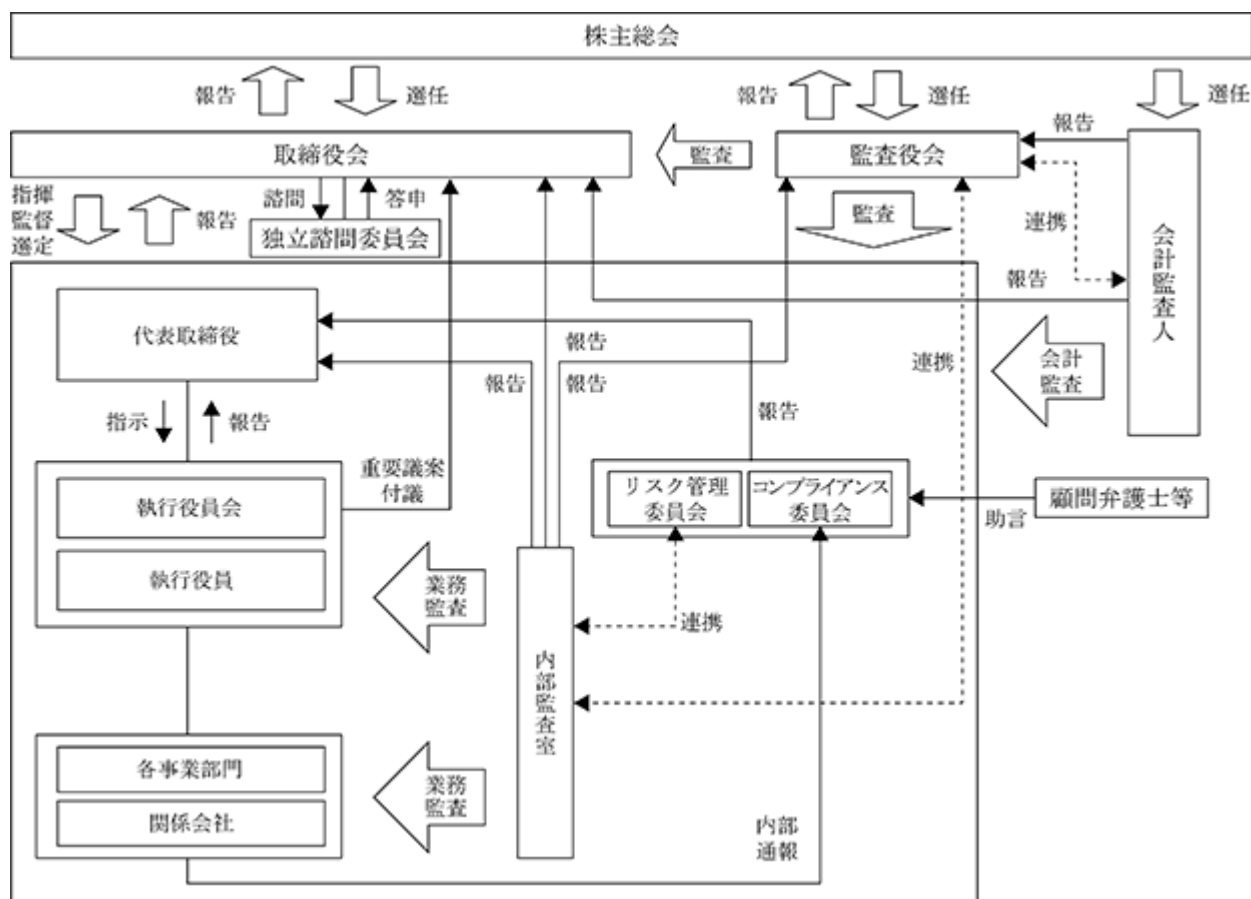 株主総会
報告
選任
報告
選任
選任
取締役会
監査
監査役会
報告
指揮
監督
選定
報告
諮問
答申
独立諮問委員会
監査
連携
会計監査人
報告
代表取締役
報告
報告
報告
連携
会計
監査
報告
指示
報告
重要議案
付議
執行役員会
執行役員
リスク管理
委員会
コンプライアンス
委員会
顧問弁護士等
助言
業務
監査
連携
内部監査室
各事業部門
関係会社
業務
監査
内部
通報